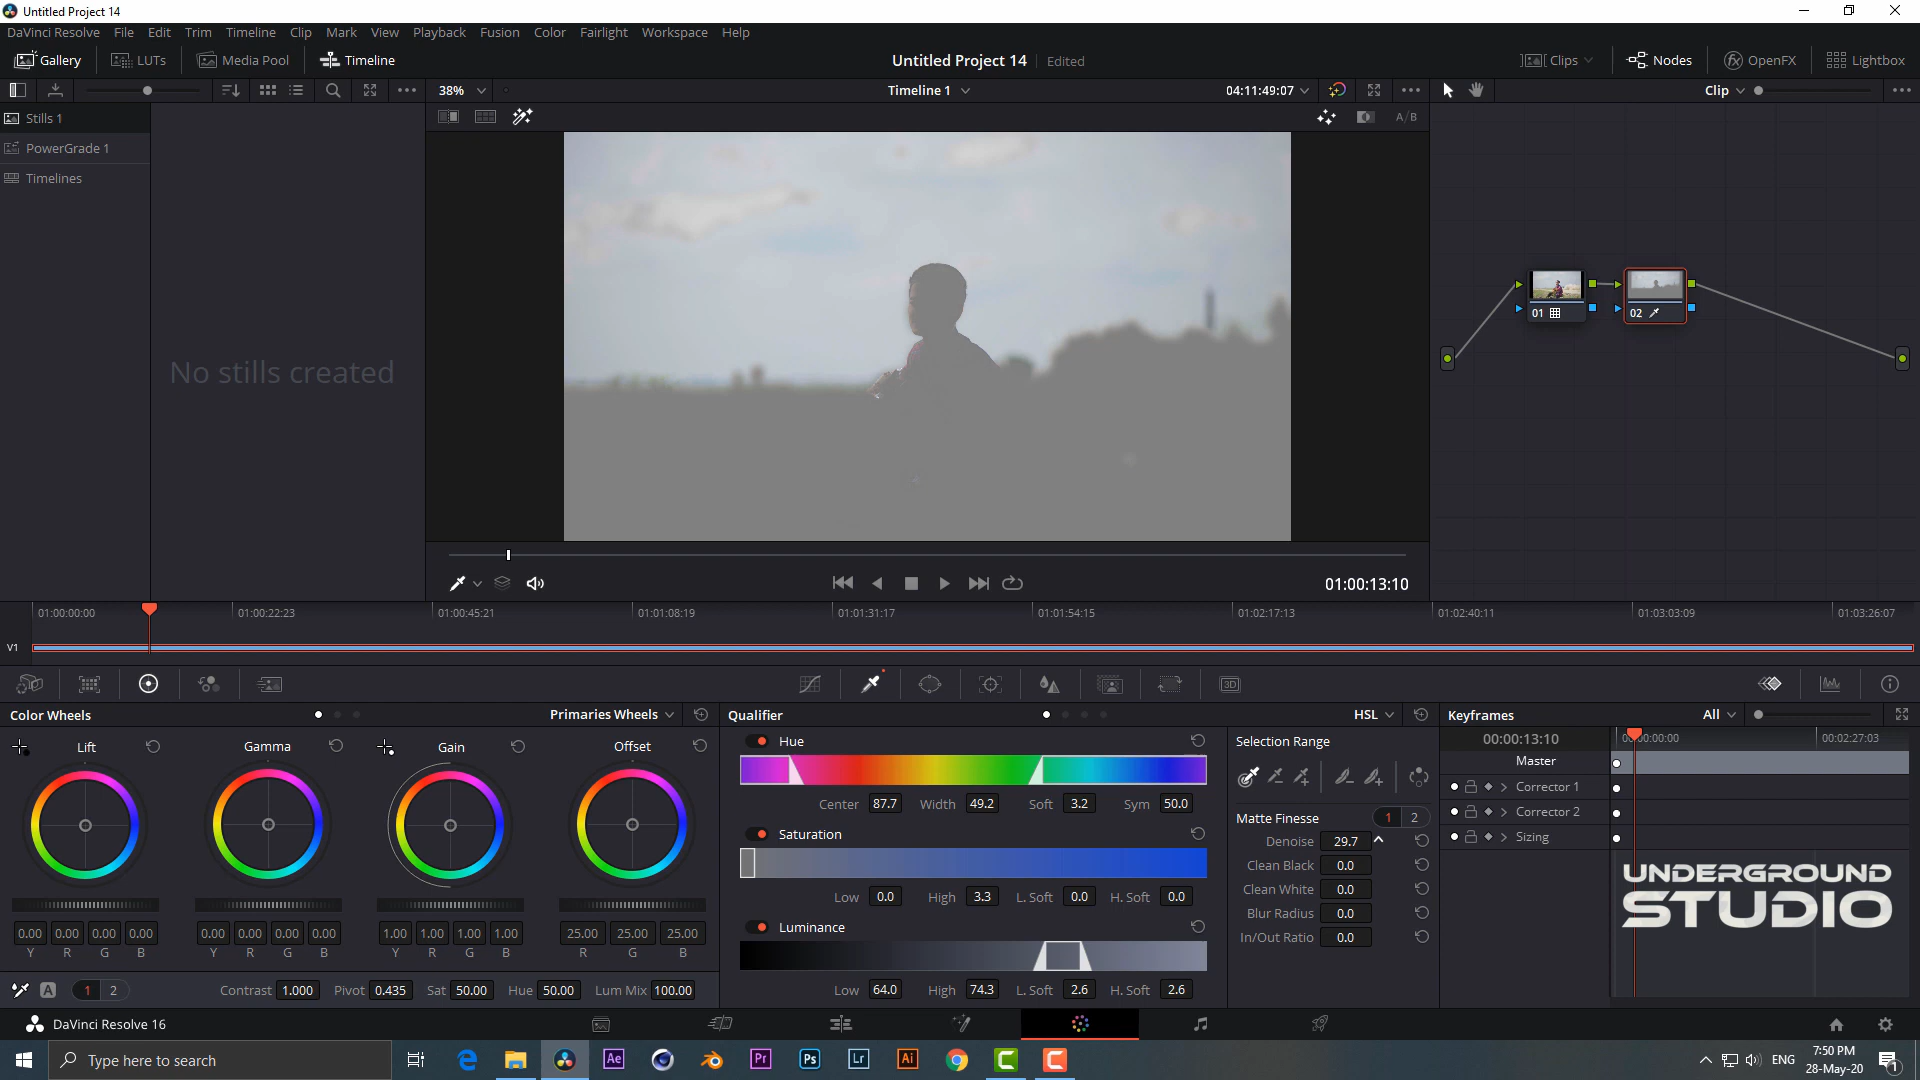 Untitled Project 14
DaVinci Resolve File Edit Trim Timeline Clip Mark View Playback Fusion Color Fairlight Workspace Help
Gallery LUTs Media Pool Timeline Untitled Project 14 Edited Clips Nodes OpenFX Lightbox
38% Timeline 1 04:11:49:07 Clip
Stills 1
A/B
PowerGrade 1
Timelines
No stills created
01 02
01:00:13:10
01:00:00:00 01:00:22:23 01:00:45:21 01:01:08:19 01:01:31:17 01:01:54:15 01:02:17:13 01:02:40:11 01:03:03:09 01:03:26:07
V1
3D
Color Wheels Primaries Wheels Qualifier HSL Keyframes All
Lift Gamma Gain Offset
Hue
Center 87.7 Width 49.2 Soft 3.2 Sym 50.0
Saturation
Low 0.0 High 3.3 L. Soft 0.0 H. Soft 0.0
Luminance
Low 64.0 High 74.3 L. Soft 2.6 H. Soft 2.6
Selection Range
Matte Finesse 1 2
Denoise 29.7
Clean Black 0.0
Clean White 0.0
Blur Radius 0.0
In/Out Ratio 0.0
00:00:13:10 00:02:27:03
Master
Corrector 1
Corrector 2
Sizing
UNDERGROUND
STUDIO
0.00 0.00 0.00 0.00 0.00 0.00 0.00 0.00 1.00 1.00 1.00 1.00 25.00 25.00 25.00
Y R G B Y R G B Y R G B R G B
A 1 2 Contrast 1.000 Pivot 0.435 Sat 50.00 Hue 50.00 Lum Mix 100.00
DaVinci Resolve 16
Type here to search
Ae Pr Ps Lr Ai
ENG
7:50 PM
28-May-20
1